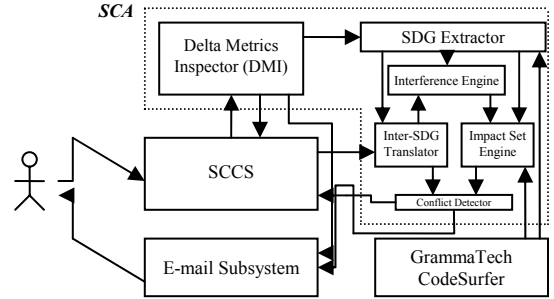 SCA
Delta Metrics
Inspector (DMI)
SDG Extractor
Interference Engine
Inter-SDG
Translator
Impact Set
Engine
SCCS
Conflict Detector
E-mail Subsystem
GrammaTech
CodeSurfer